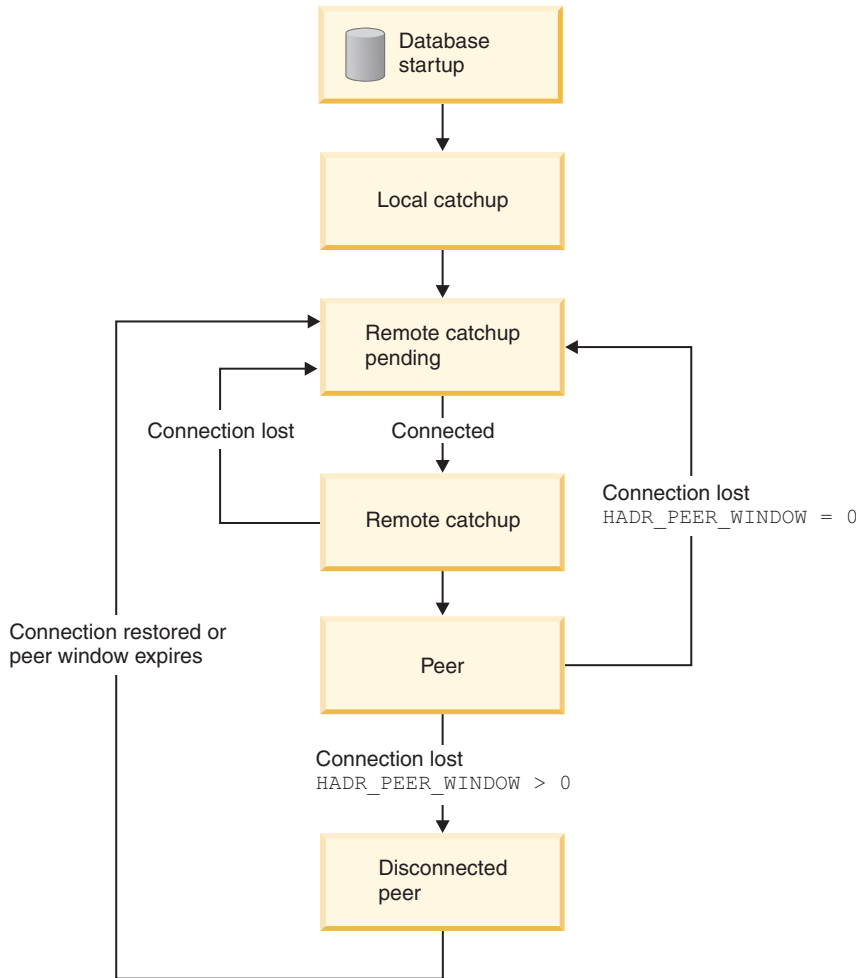 Database
startup
Local catchup
Remote catchup
pending
Connection lost
Connected
Remote catchup
Connection lost
HADR_PEER_WINDOW = 0
Connection restored or
peer window expires
Peer
Connection lost
HADR_PEER_WINDOW > 0
Disconnected
peer